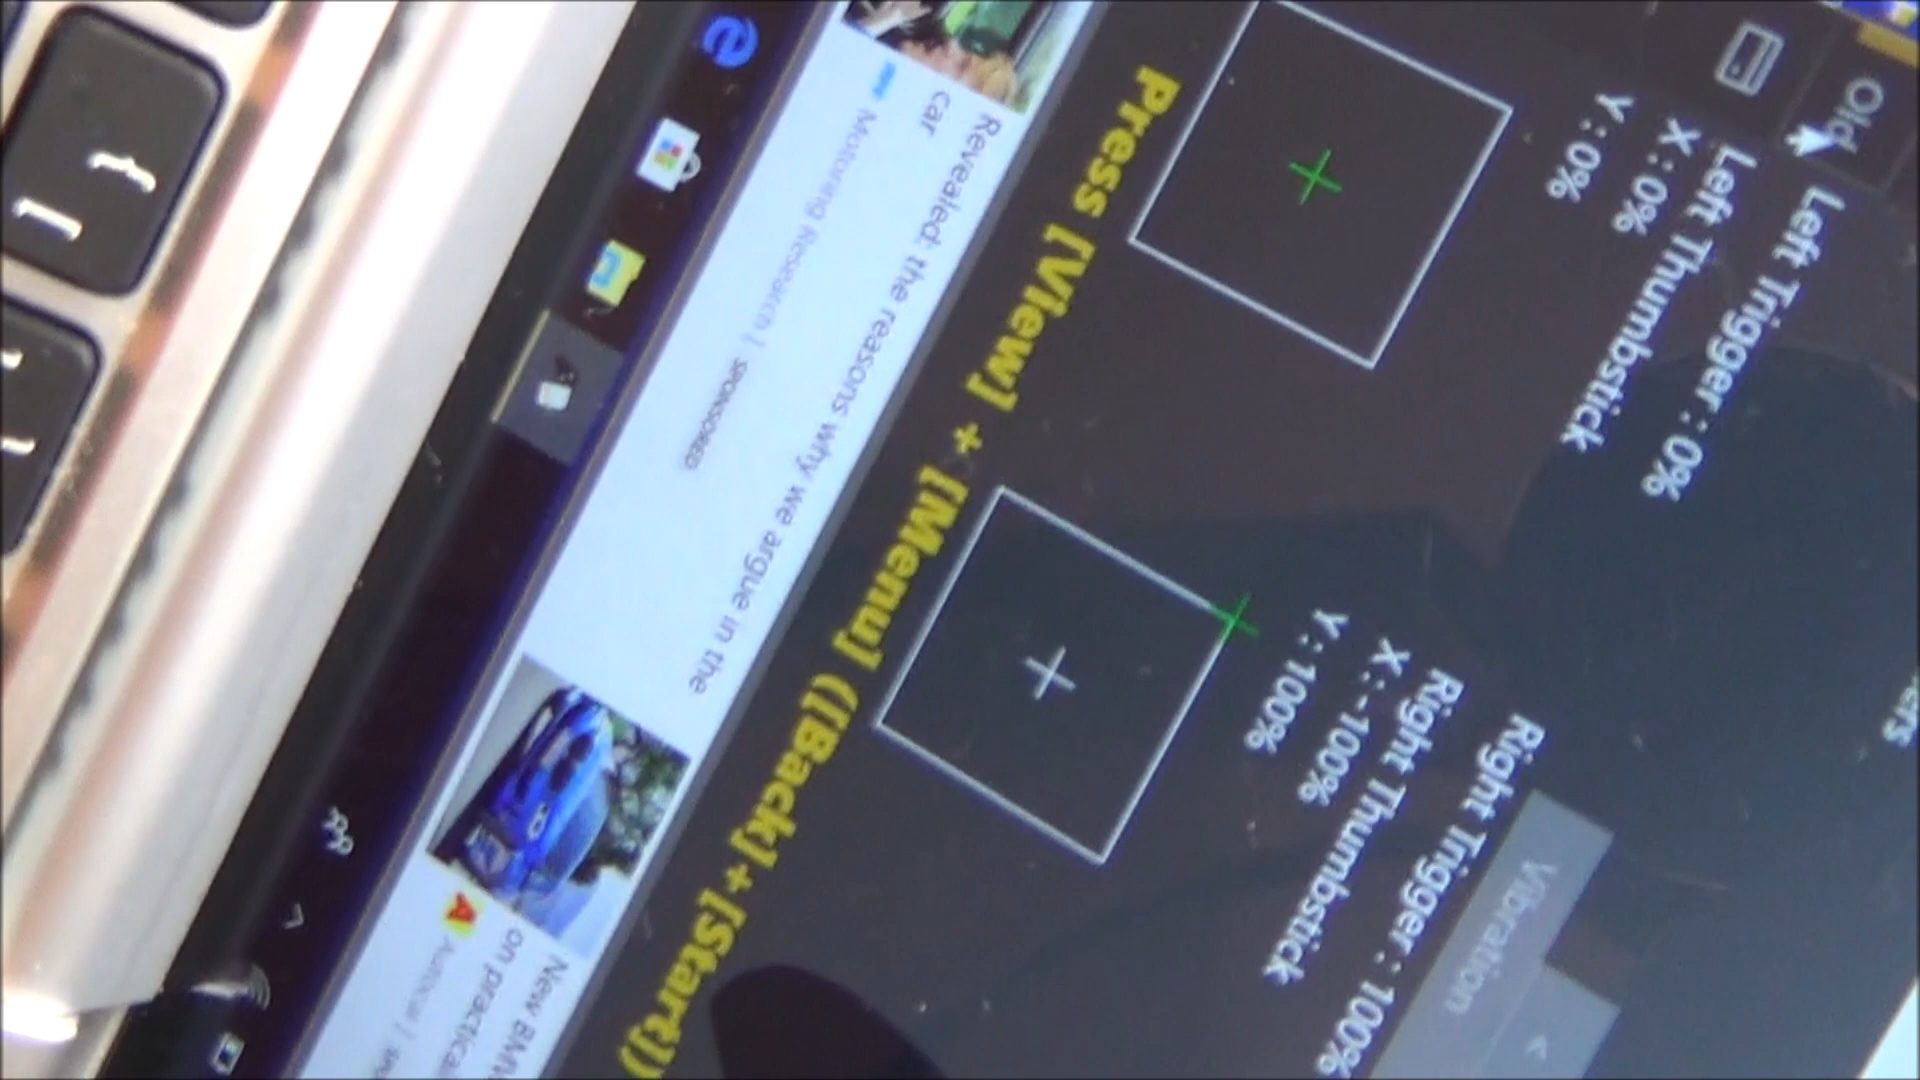 Old
Left Trigger : 0%
Left Thumbstick
X : 0%
Y : 0%
Right Trigger : 100%
Right Thumbstick
X : -100%
Y : 100%
Vibration
Press [View] + [Menu] ([Back]+[Start])
Revealed: the reasons why we argue in the
car
Motoring Research | SPONSORED
New BMW
on practical